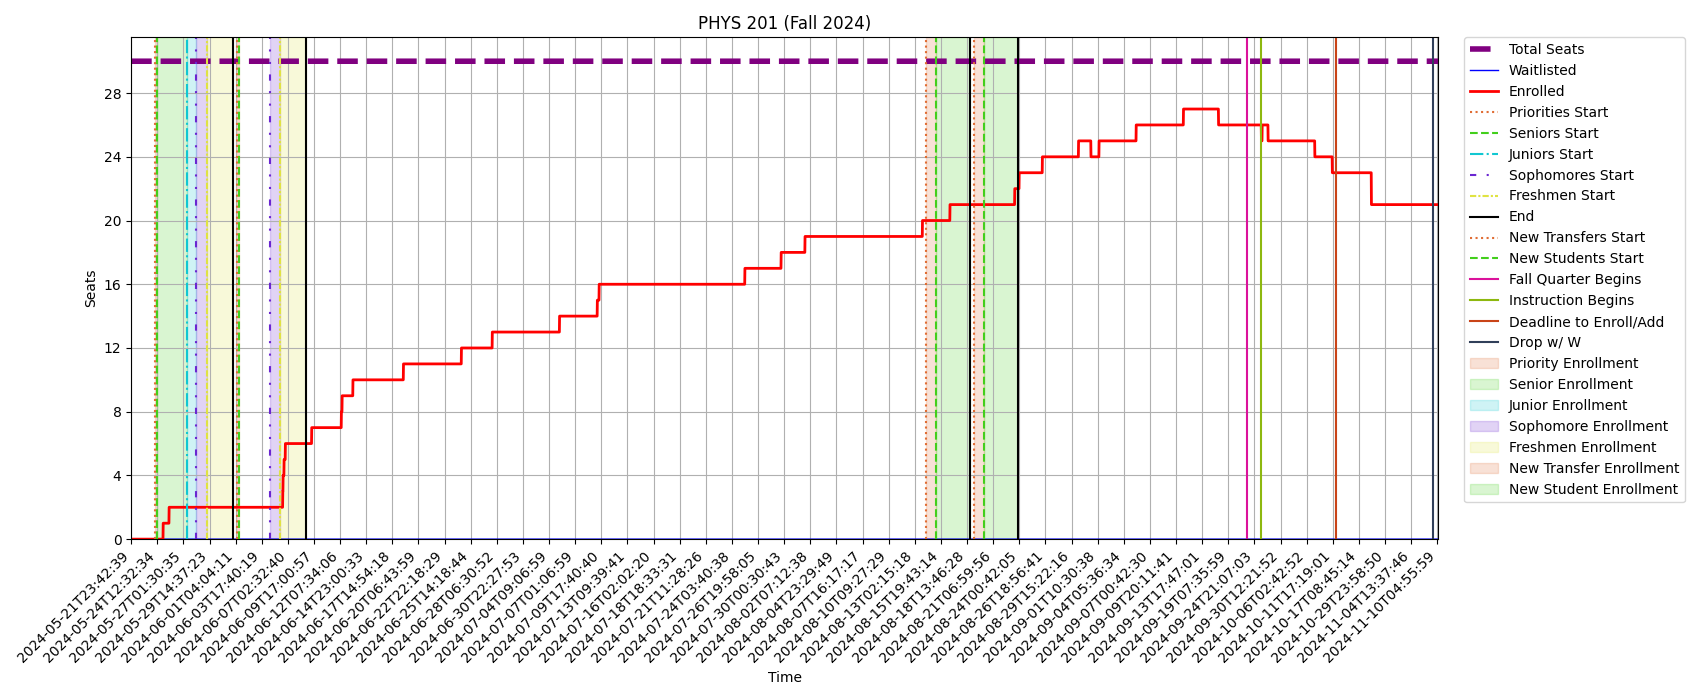 PHYS 201 (Fall 2024)
Seats
28
24
20
16
12
8
4
0
2024-05-21T23:42:39
2024-05-24T12:32:34
2024-05-27T01:30:35
2024-05-29T14:37:23
2024-06-01T04:04:11
2024-06-03T17:40:19
2024-06-07T02:32:40
2024-06-09T17:00:57
2024-06-12T07:34:06
2024-06-14T23:00:33
2024-06-17T14:54:18
2024-06-20T06:43:59
2024-06-22T22:18:29
2024-06-25T14:18:44
2024-06-28T06:30:52
2024-06-30T22:27:53
2024-07-04T09:06:59
2024-07-07T01:06:59
2024-07-09T17:40:40
2024-07-13T09:39:41
2024-07-16T02:02:20
2024-07-18T18:33:31
2024-07-21T11:28:26
2024-07-24T03:40:38
2024-07-26T19:58:05
2024-07-30T00:30:43
2024-08-02T07:12:38
2024-08-04T23:29:49
2024-08-07T16:17:17
2024-08-10T09:27:29
2024-08-13T02:15:18
2024-08-15T19:43:14
2024-08-18T13:46:28
2024-08-21T06:59:56
2024-08-24T00:42:05
2024-08-26T18:56:41
2024-08-29T15:22:16
2024-09-01T10:30:38
2024-09-04T05:36:34
2024-09-07T00:42:30
2024-09-09T20:11:41
2024-09-13T17:47:01
2024-09-19T07:35:59
2024-09-24T21:07:03
2024-09-30T12:21:52
2024-10-06T02:42:52
2024-10-11T17:19:01
2024-10-17T08:45:14
2024-10-29T23:58:50
2024-11-04T13:37:46
2024-11-10T04:55:59
Time
Total Seats
Waitlisted
Enrolled
Priorities Start
Seniors Start
Juniors Start
Sophomores Start
Freshmen Start
End
New Transfers Start
New Students Start
Fall Quarter Begins
Instruction Begins
Deadline to Enroll/Add
Drop w/ W
Priority Enrollment
Senior Enrollment
Junior Enrollment
Sophomore Enrollment
Freshmen Enrollment
New Transfer Enrollment
New Student Enrollment